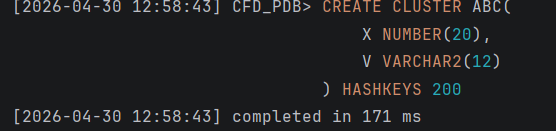 [2026-04-30 12:58:43] CFD_PDB> CREATE CLUSTER ABC(
X NUMBER(20),
V VARCHAR2(12)
) HASHKEYS 200
[2026-04-30 12:58:43] completed in 171 ms